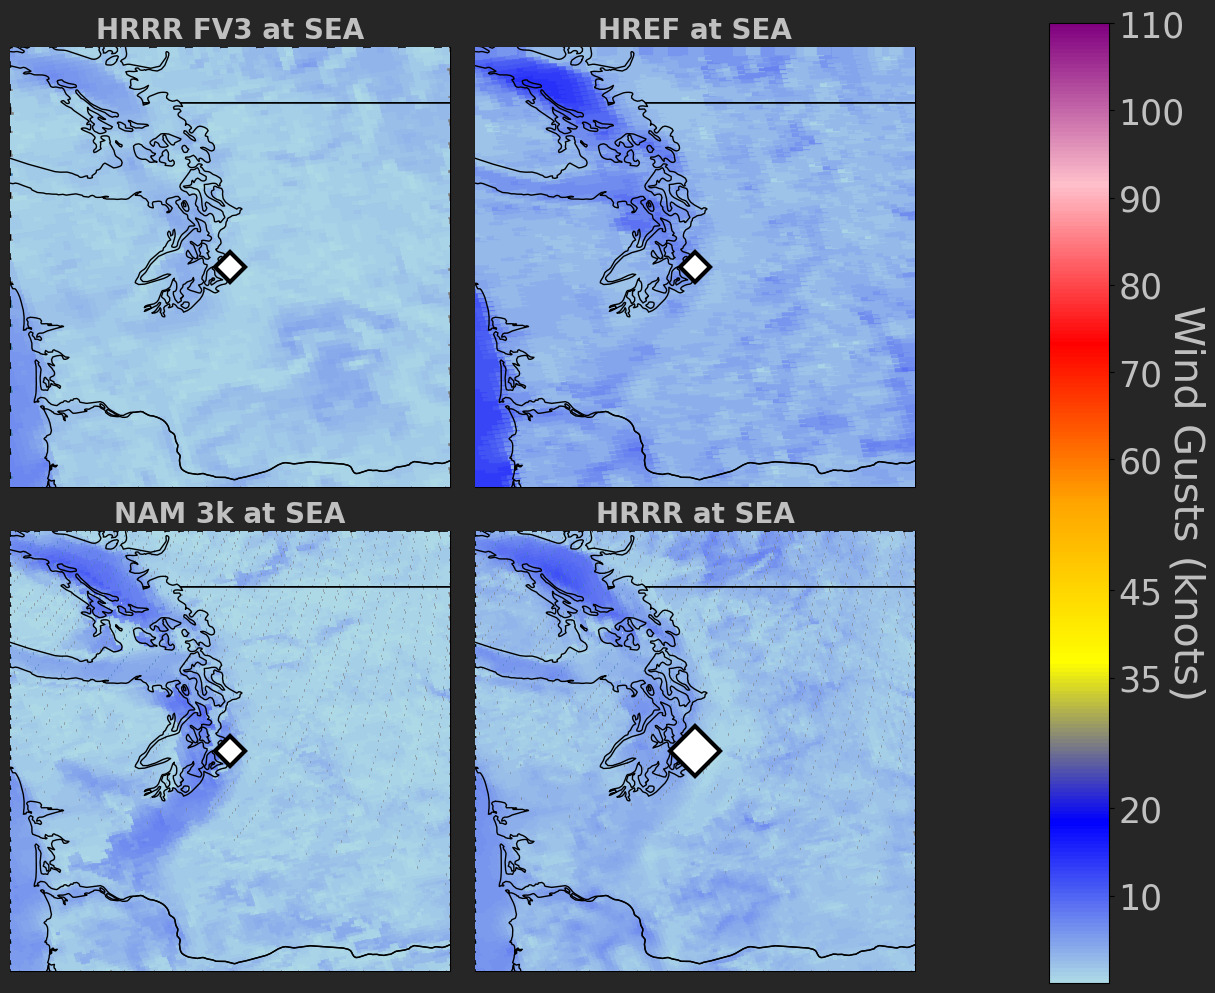 HRRR FV3 at SEA
HREF at SEA
NAM 3k at SEA
HRRR at SEA
110
100
90
80
70
60
45
35
20
10
Wind Gusts (knots)